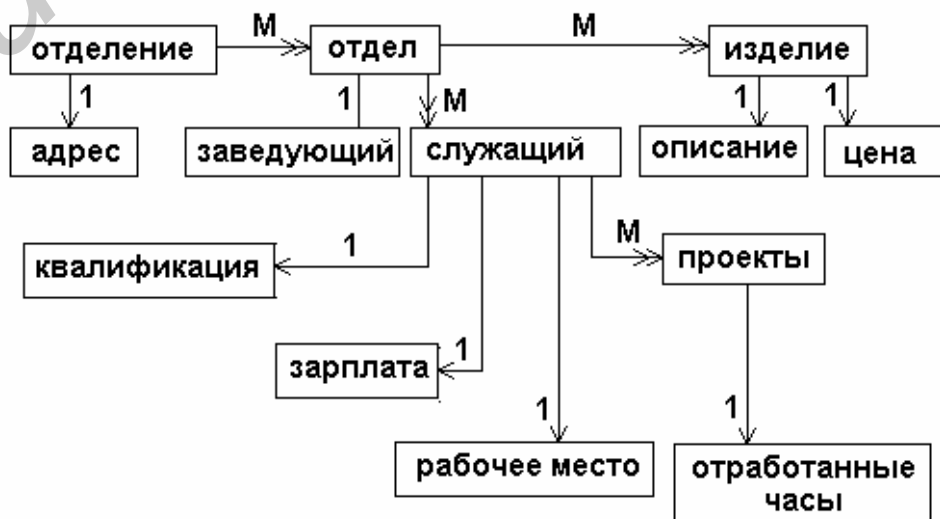 отделение
М
отдел
М
изделие
1
1
М
1
1
адрес
заведующий
служащий
описание
цена
1
М
квалификация
проекты
1
зарплата
1
1
рабочее место
отработанные
часы